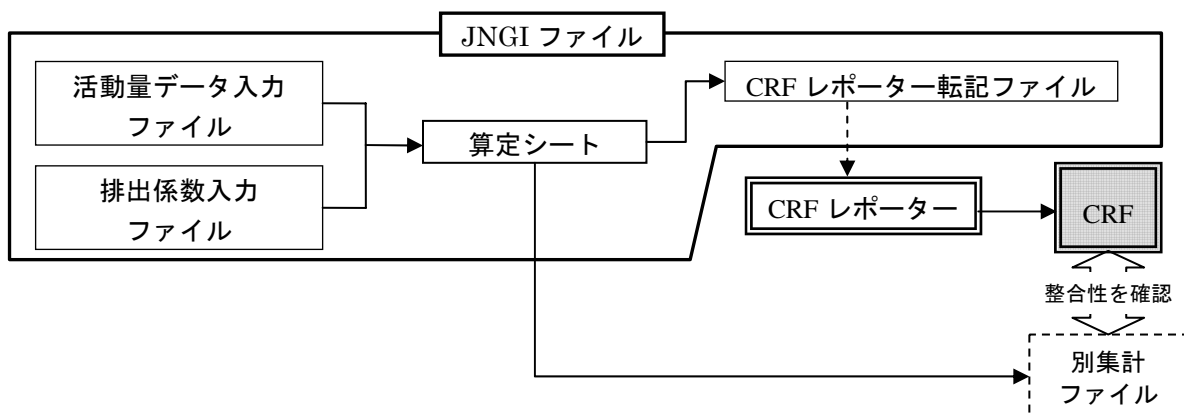 JNGI ファイル
活動量データ入力
ファイル
排出係数入力
ファイル
算定シート
CRF レポーター転記ファイル
CRF レポーター
CRF
整合性を確認
別集計
ファイル